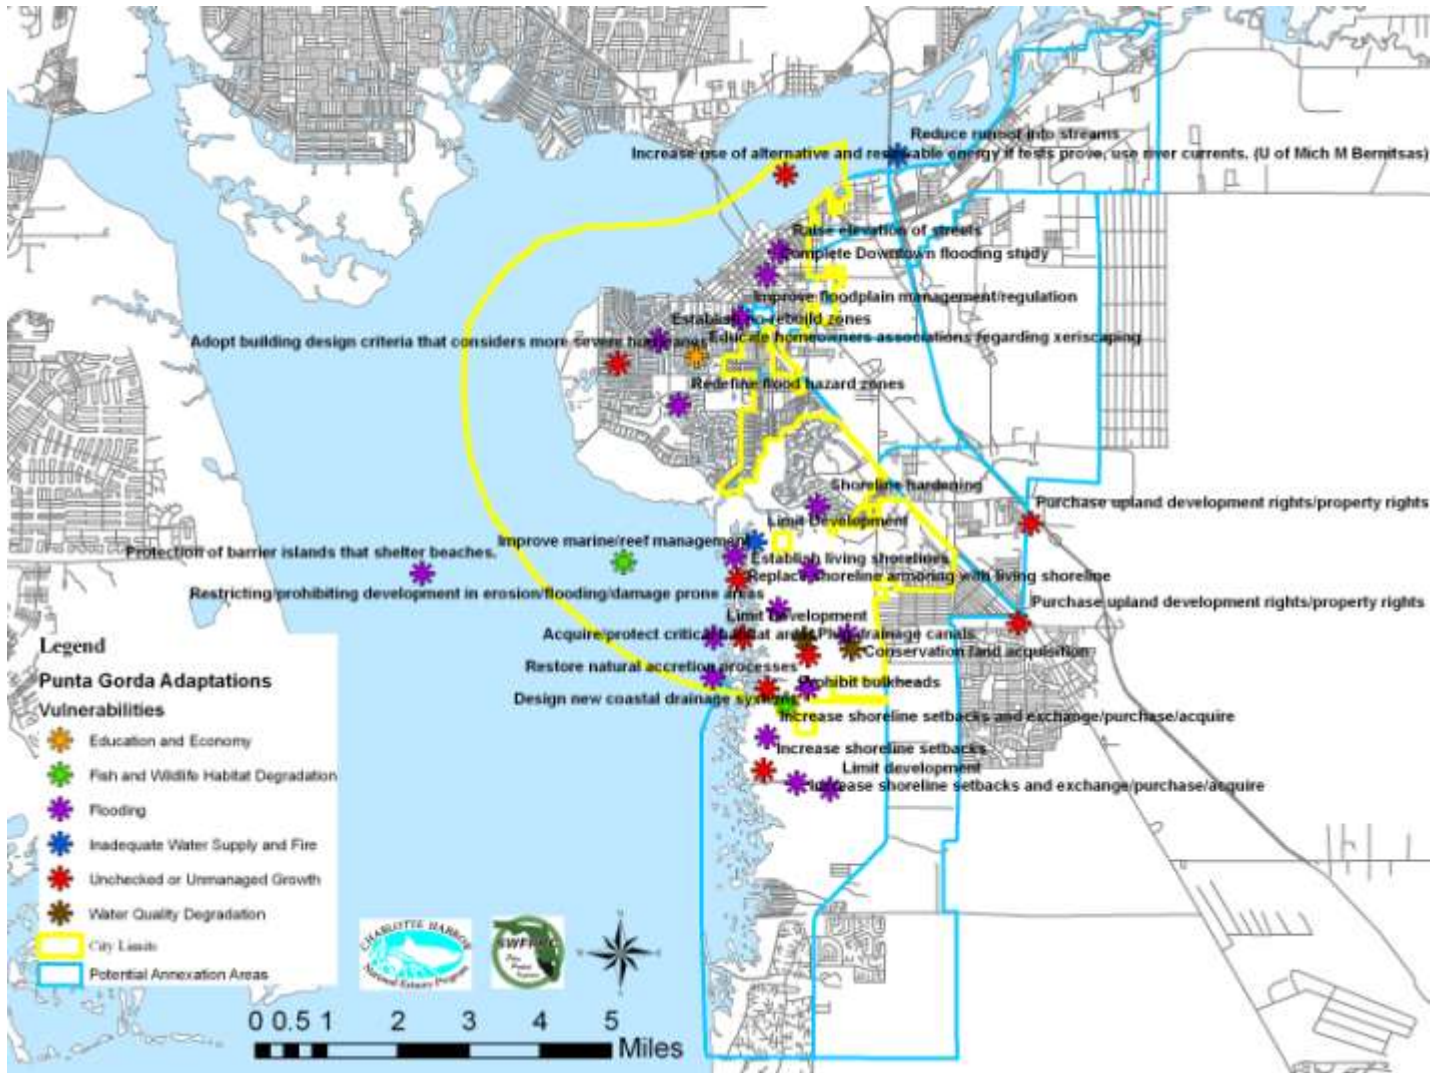 Reduce runoff into streams
Increase use of alternative and renewable energy if tests prove, use river currents. (U of Mich M Bernitsas)
Raise elevation of streets
Complete Downtown flooding study
Improve floodplain management/regulation
Establish no-rebuild zones
Educate homeowners associations regarding xeriscaping
Adopt building design criteria that considers more severe hurricanes
Redefine flood hazard zones
Shoreline hardening
Purchase upland development rights/property rights
Limit Development
Improve marine/reef management
Protection of barrier islands that shelter beaches.
Establish living shorelines
Replace shoreline armoring with living shoreline
Restricting/prohibiting development in erosion/flooding/damage prone areas
Purchase upland development rights/property rights
Limit Development
Acquire/protect critical habitat areas
Plug drainage canals
Conservation land acquisition
Restore natural accretion processes
Prohibit bulkheads
Design new coastal drainage systems
Increase shoreline setbacks and exchange/purchase/acquire
Increase shoreline setbacks
Limit development
Increase shoreline setbacks and exchange/purchase/acquire
Legend
Punta Gorda Adaptations
Vulnerabilities
Education and Economy
Fish and Wildlife Habitat Degradation
Flooding
Inadequate Water Supply and Fire
Unchecked or Unmanaged Growth
Water Quality Degradation
City Limits
Potential Annexation Areas
CHARLOTTE HARBOR
National Estuary Program
SWFRPC
0 0.5 1 2 3 4 5
Miles